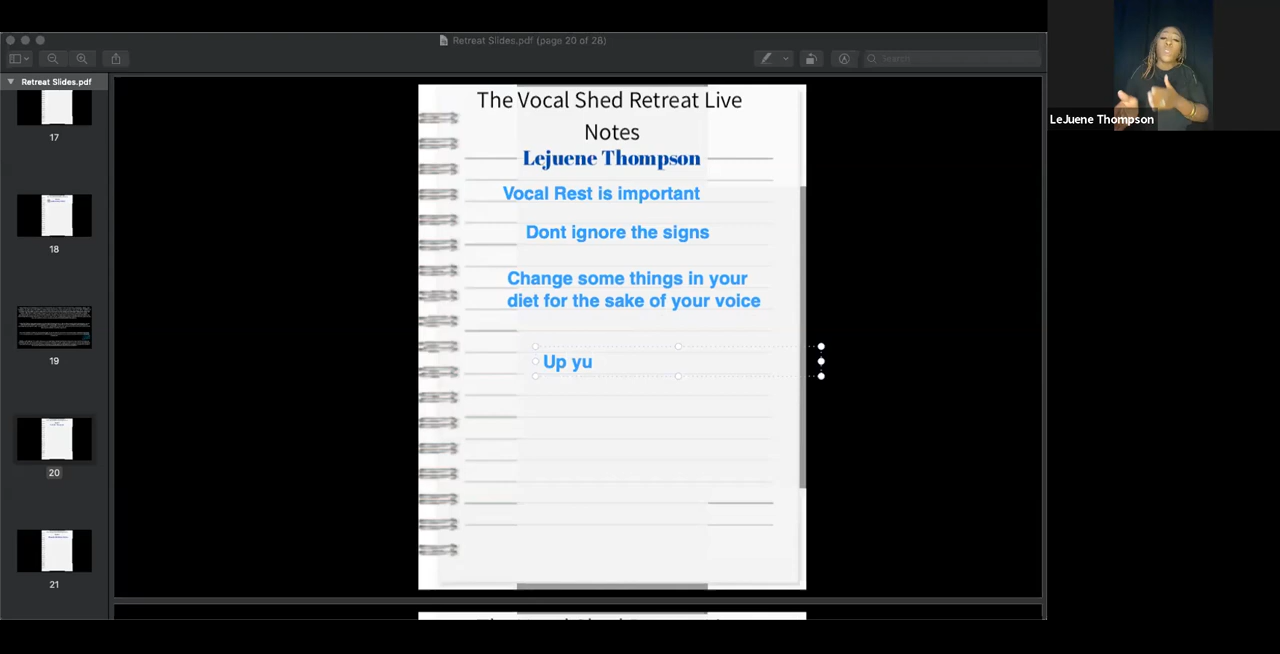 Retreat Slides.pdf (page 20 of 28)
Search
Retreat Slides.pdf
17
18
19
20
21
The Vocal Shed Retreat Live
Notes
Lejuene Thompson
Vocal Rest is important
Dont ignore the signs
Change some things in your
diet for the sake of your voice
Up yu
LeJuene Thompson